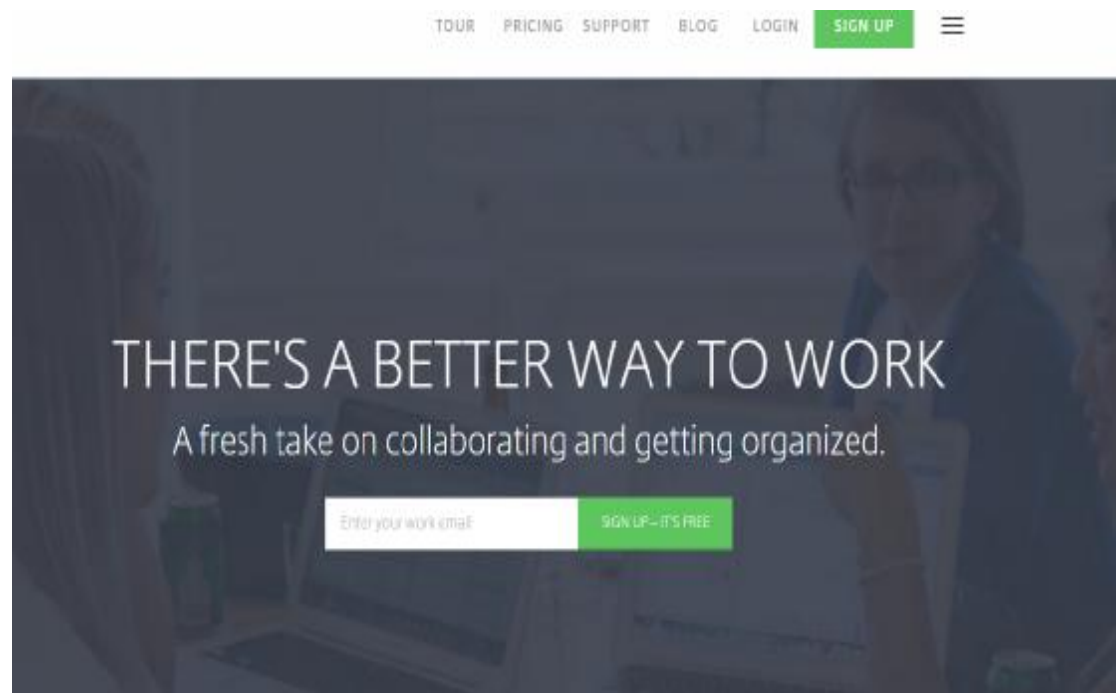 TOUR PRICING SUPPORT BLOG LOGIN SIGN UP
THERE'S A BETTER WAY TO WORK
A fresh take on collaborating and getting organized.
Enter your work email SIGN UP – IT'S FREE